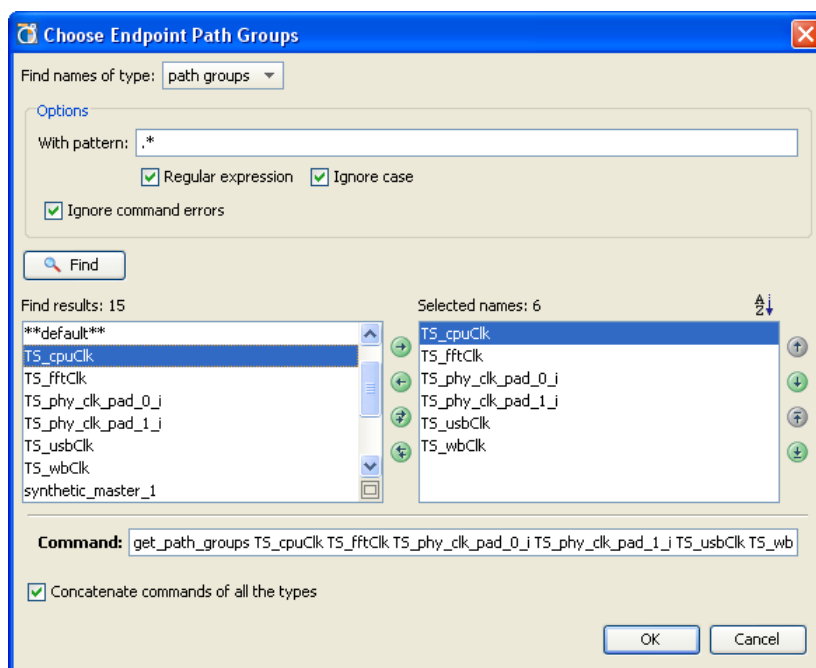 Choose Endpoint Path Groups
Find names of type: path groups
Options
With pattern: .*
Regular expression Ignore case
Ignore command errors
Find
Find results: 15
**default**
TS_cpuClk
TS_fftClk
TS_phy_clk_pad_0_i
TS_phy_clk_pad_1_i
TS_usbClk
TS_wbClk
synthetic_master_1
Selected names: 6
A
Z
TS_cpuClk
TS_fftClk
TS_phy_clk_pad_0_i
TS_phy_clk_pad_1_i
TS_usbClk
TS_wbClk
Command: get_path_groups TS_cpuClk TS_fftClk TS_phy_clk_pad_0_i TS_phy_clk_pad_1_i TS_usbClk TS_wb
Concatenate commands of all the types
OK Cancel